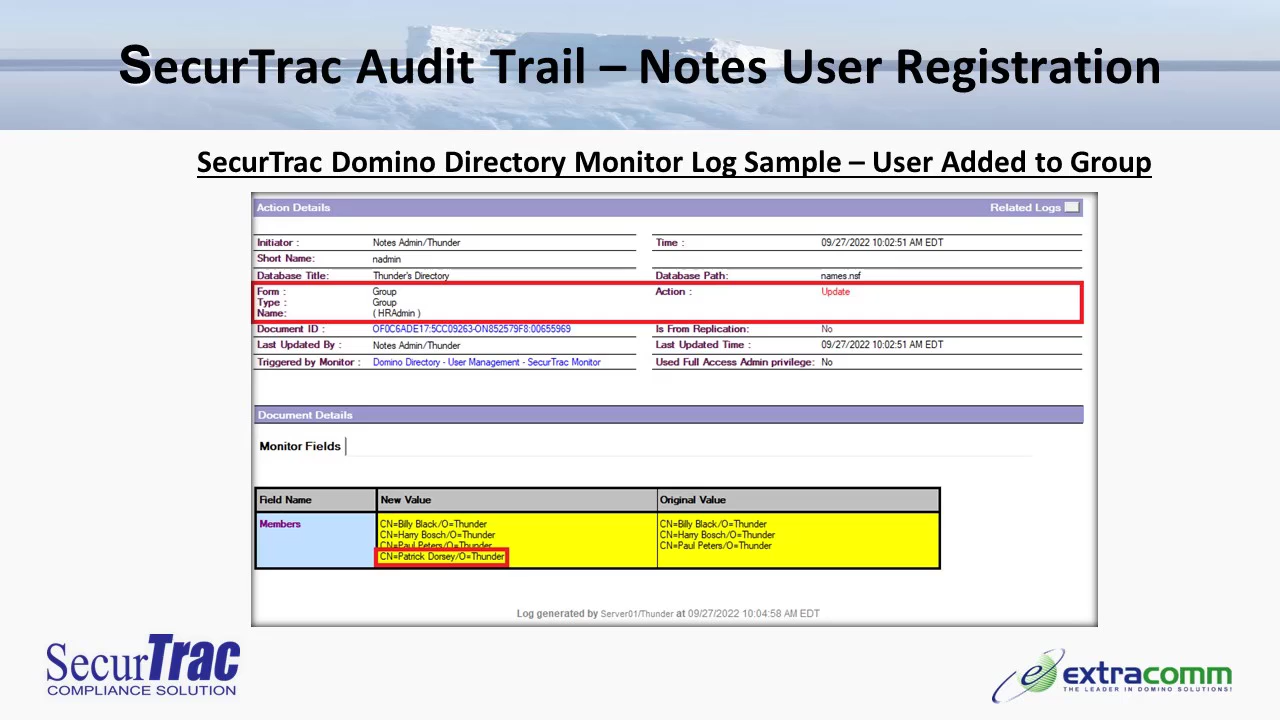 SecurTrac Audit Trail – Notes User Registration
SecurTrac Domino Directory Monitor Log Sample – User Added to Group
Action Details Related Logs
Initiator : Notes Admin/Thunder Time : 09/27/2022 10:02:51 AM EDT
Short Name: nadmin
Database Title: Thunder's Directory Database Path: names.nsf
Form : Group Action : Update
Type : Group
Name: ( HRAdmin )
Document ID : OF0C6ADE17:5CC09263-ON852579F8:00655969 Is From Replication: No
Last Updated By : Notes Admin/Thunder Last Updated Time : 09/27/2022 10:02:51 AM EDT
Triggered by Monitor : Domino Directory - User Management - SecurTrac Monitor Used Full Access Admin privilege: No
Document Details
Monitor Fields
Field Name New Value Original Value
Members CN=Billy Black/O=Thunder CN=Billy Black/O=Thunder
CN=Harry Bosch/O=Thunder CN=Harry Bosch/O=Thunder
CN=Paul Peters/O=Thunder CN=Paul Peters/O=Thunder
CN=Patrick Dorsey/O=Thunder
Log generated by Server01/Thunder at 09/27/2022 10:04:58 AM EDT
SecurTrac
COMPLIANCE SOLUTION
extracomm
THE LEADER IN DOMINO SOLUTIONS!